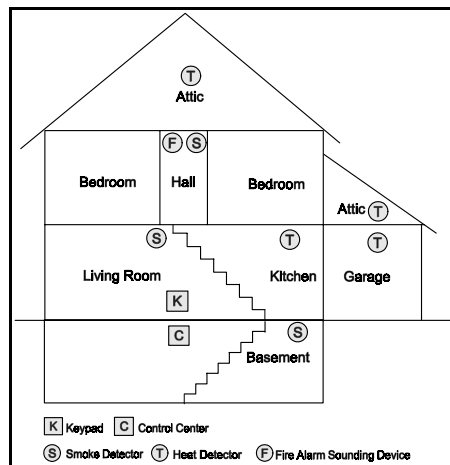 T
Attic
F S
Bedroom Hall Bedroom
Attic T
S T T
Living Room Kitchen Garage
K
C S
Basement
K Keypad C Control Center
S Smoke Detector T Heat Detector F Fire Alarm Sounding Device